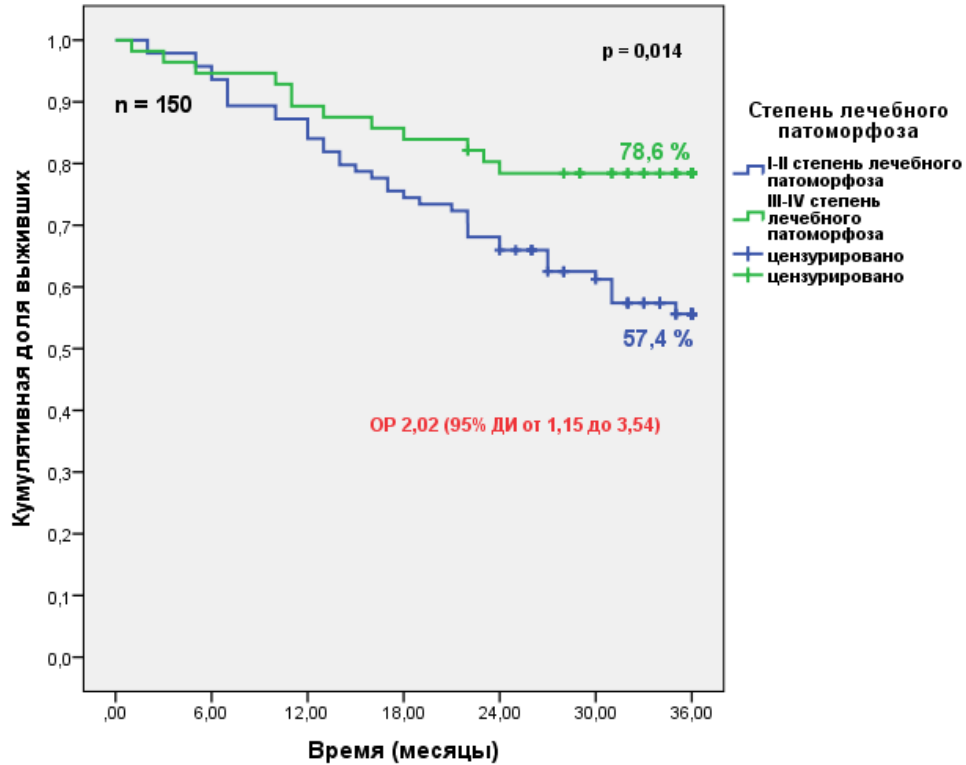 1,0
0,9
0,8
0,7
0,6
0,5
0,4
0,3
0,2
0,1
0,0
Кумулятивная доля выживших
n = 150
p = 0,014
78,6 %
57,4 %
ОР 2,02 (95% ДИ от 1,15 до 3,54)
,00 6,00 12,00 18,00 24,00 30,00 36,00
Время (месяцы)
Степень лечебного
патоморфоза
I-II степень лечебного
патоморфоза
III-IV степень
лечебного
патоморфоза
цензурировано
цензурировано